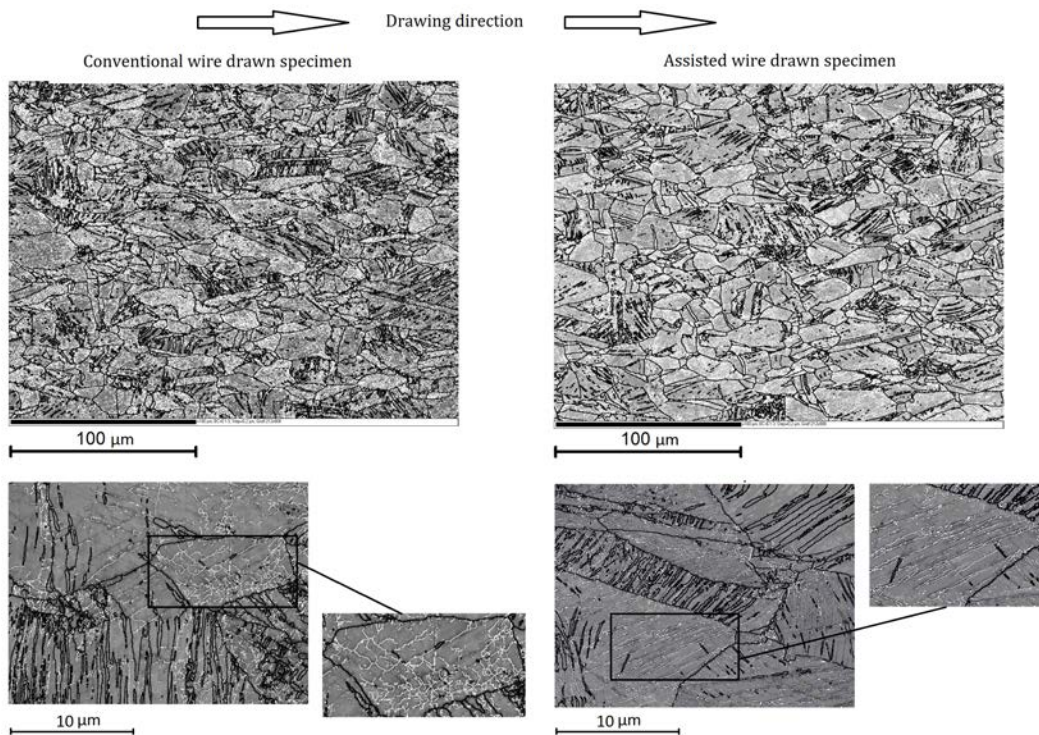 Drawing direction
Conventional wire drawn specimen
Assisted wire drawn specimen
100 µm
100 µm
10 µm
10 µm